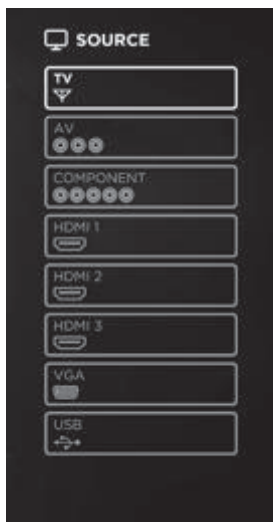 SOURCE
TV
AV
COMPONENT
HDMI 1
HDMI 2
HDMI 3
VGA
USB